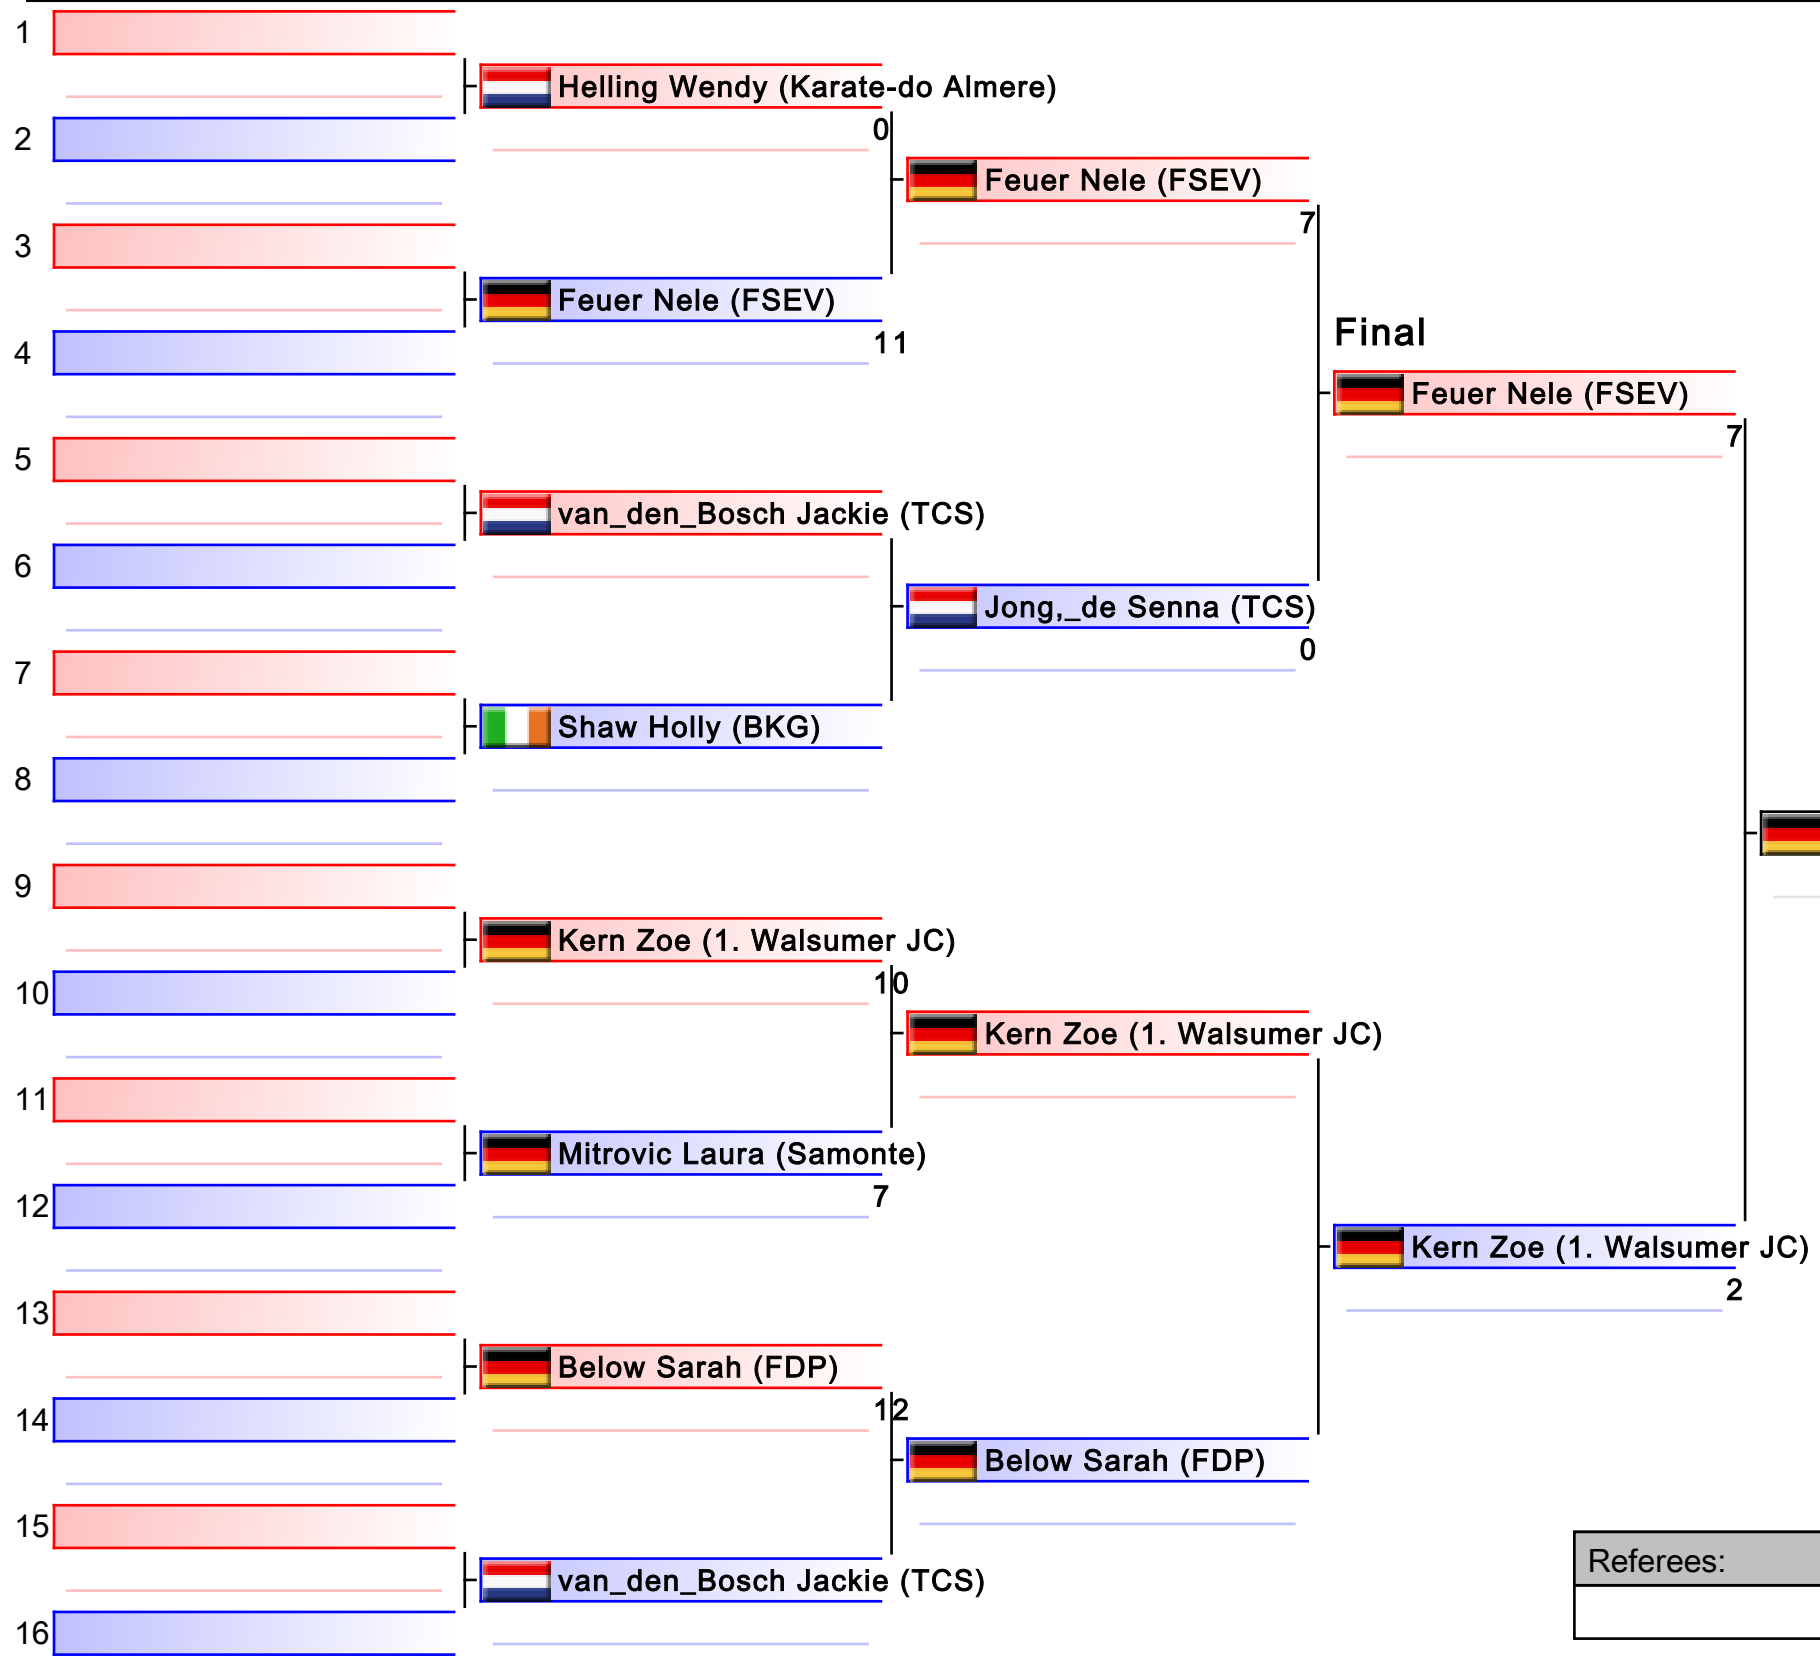 1
Helling Wendy (Karate-do Almere)
0
2
Feuer Nele (FSEV)
7
3
Feuer Nele (FSEV)
11
4
Final
Feuer Nele (FSEV)
7
5
van_den_Bosch Jackie (TCS)
6
Jong,_de Senna (TCS)
0
7
Shaw Holly (BKG)
8
9
Kern Zoe (1. Walsumer JC)
10
10
Kern Zoe (1. Walsumer JC)
11
Mitrovic Laura (Samonte)
7
12
Kern Zoe (1. Walsumer JC)
2
13
Below Sarah (FDP)
12
14
Below Sarah (FDP)
15
van_den_Bosch Jackie (TCS)
16
Referees: